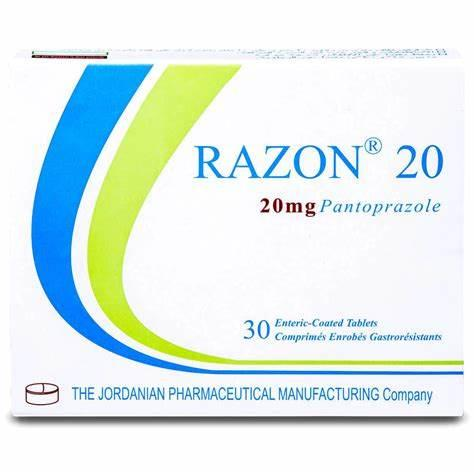 RAZON® 20
20mg Pantoprazole
30 Enteric-Coated Tablets
Comprimés Enrobés Gastrorésistants
THE JORDANIAN PHARMACEUTICAL MANUFACTURING Company